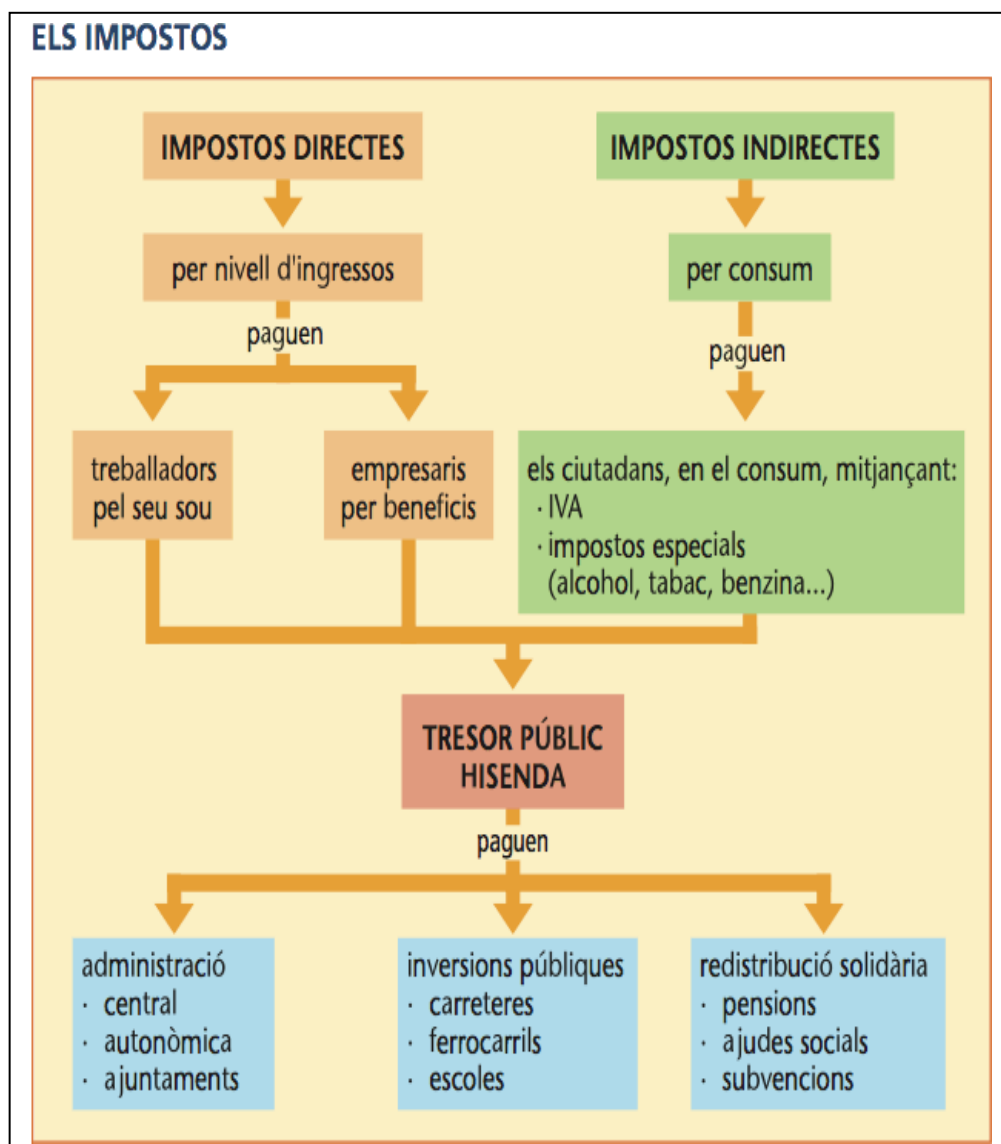 ELS IMPOSTOS
IMPOSTOS DIRECTES
IMPOSTOS INDIRECTES
per nivell d'ingressos
per consum
paguen
paguen
treballadors
pel seu sou
empresaris
per beneficis
els ciutadans, en el consum, mitjançant:
· IVA
· impostos especials
(alcohol, tabac, benzina...)
TRESOR PÚBLIC
HISENDA
paguen
administració
· central
· autonòmica
· ajuntaments
inversions públiques
· carreteres
· ferrocarrils
· escoles
redistribució solidària
· pensions
· ajudes socials
· subvencions